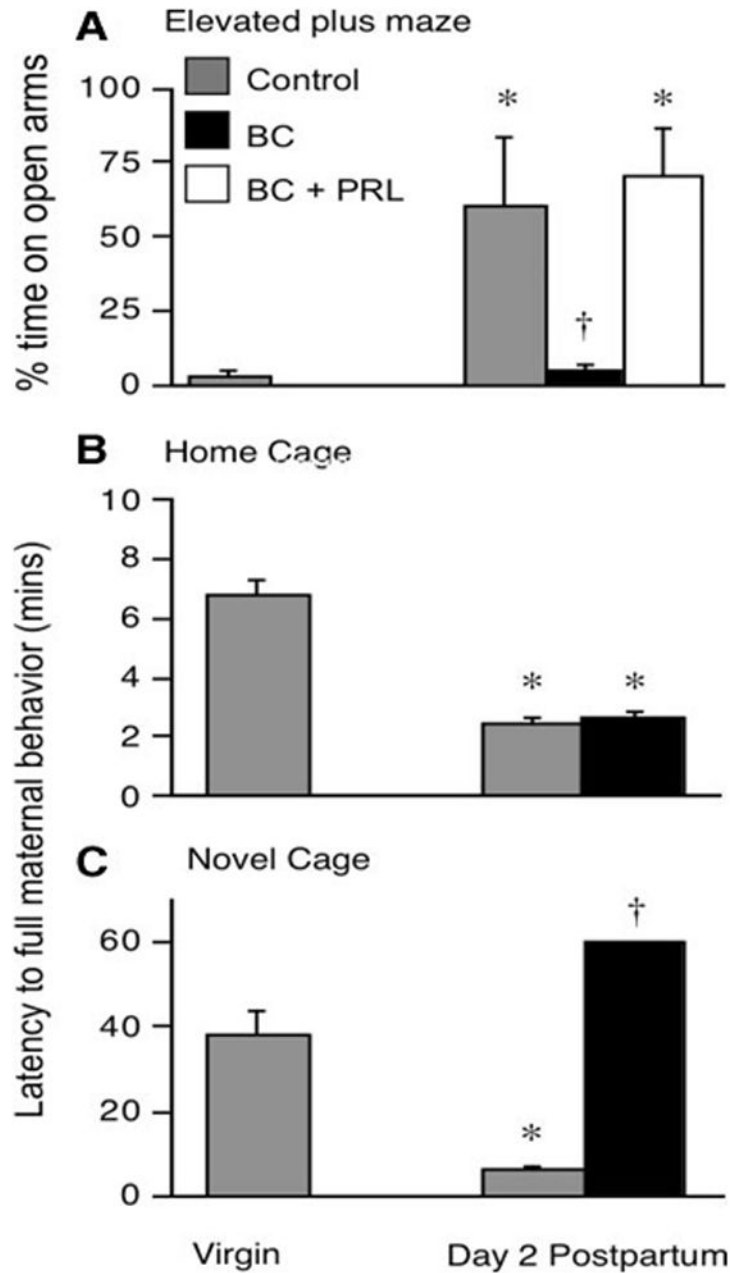 A Elevated plus maze
% time on open arms
100
75
50
25
0
Control
BC
BC + PRL
*
†
*
B Home Cage
Latency to full maternal behavior (mins)
10
8
6
4
2
0
*
*
C Novel Cage
60
40
20
0
*
†
Virgin
Day 2 Postpartum